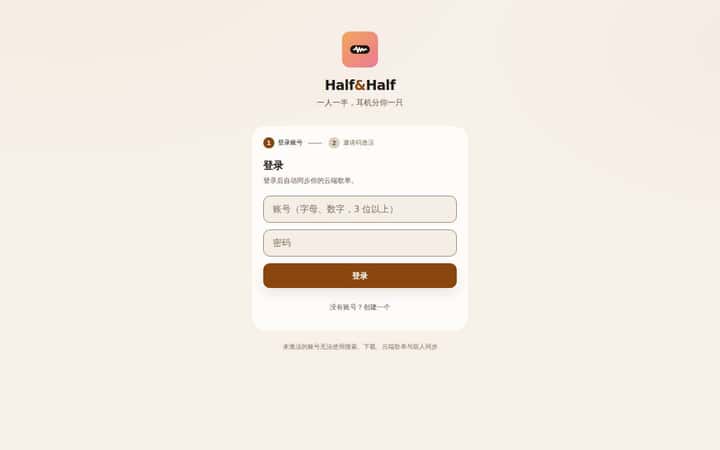 Half&Half
一人一半，耳机分你一只
1 登录账号 2 邀请码激活
登录
登录后自动同步你的云端歌单。
账号（字母、数字，3 位以上）
密码
登录
没有账号？创建一个
未激活的账号无法使用搜索、下载、云端歌单与双人同步